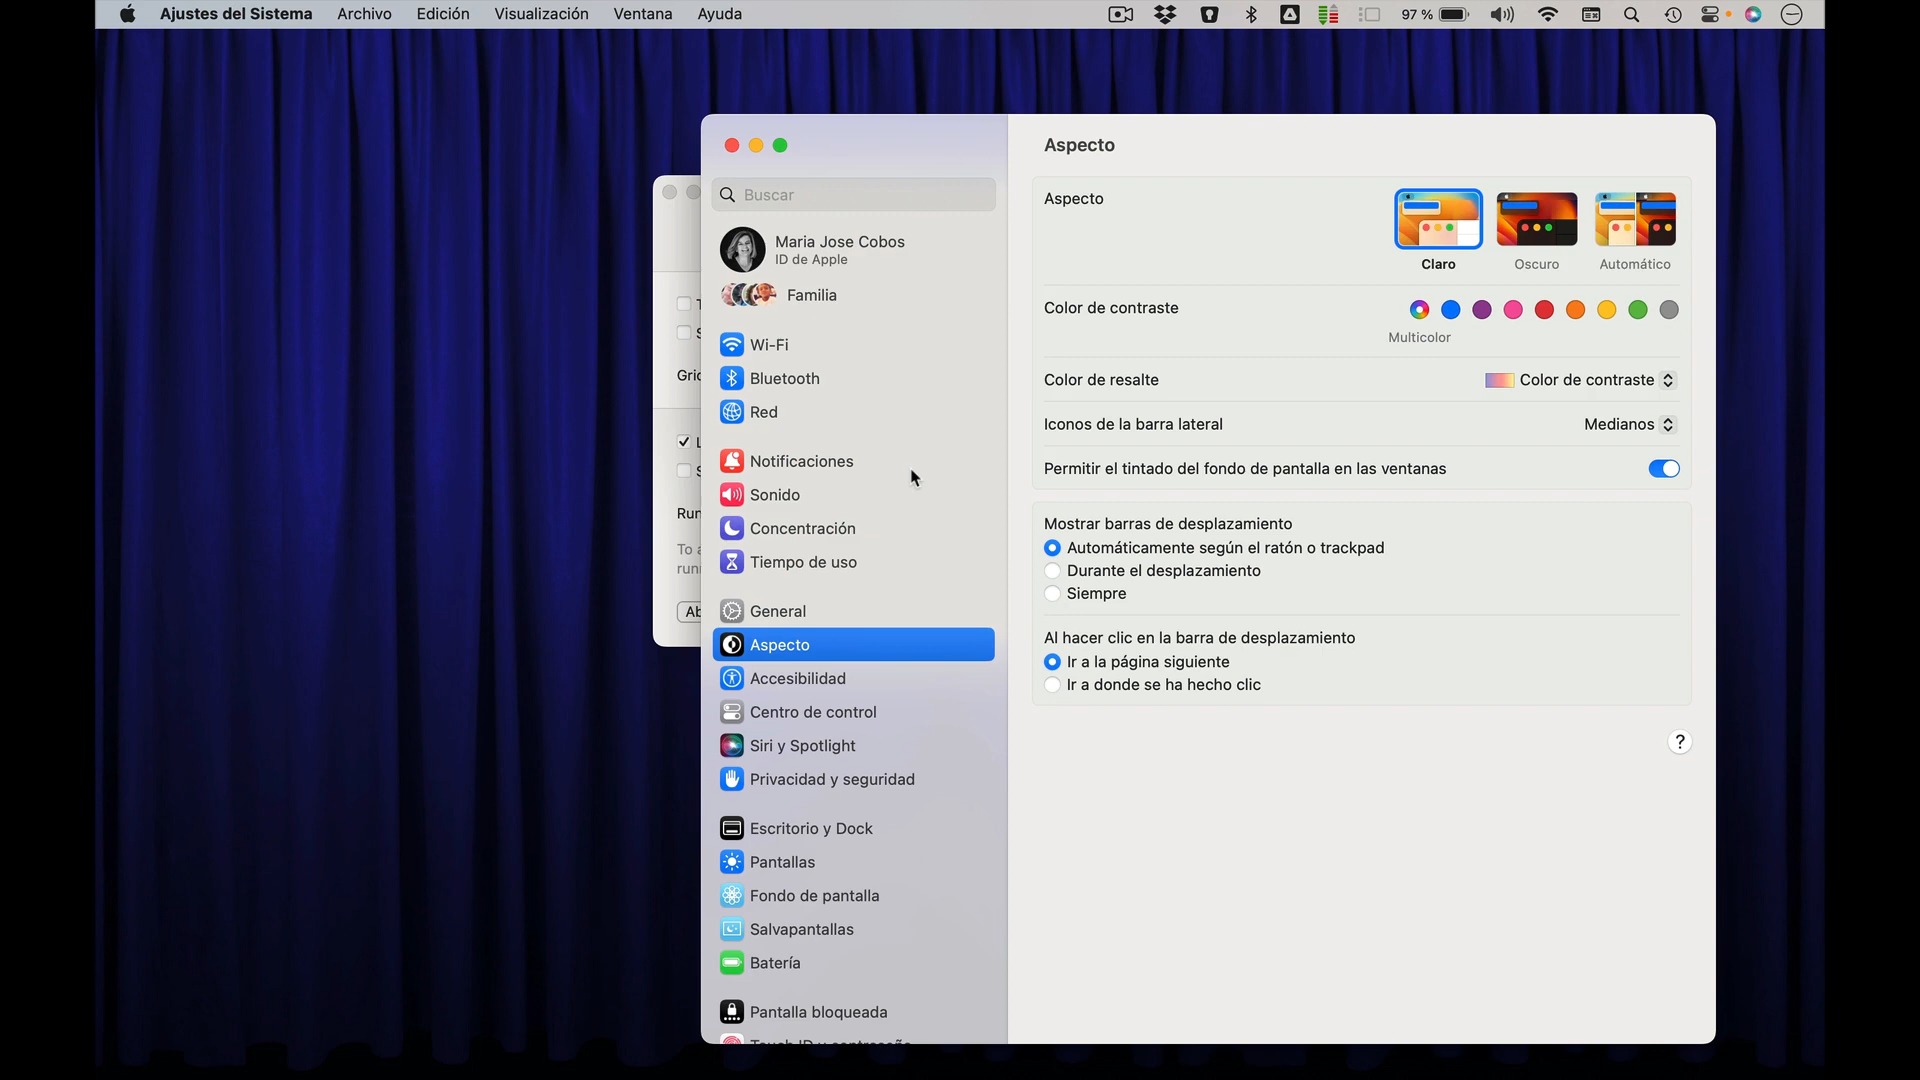 Ajustes del Sistema Archivo Edición Visualización Ventana Ayuda 97 %
Aspecto
Buscar
Maria Jose Cobos
ID de Apple
Familia
Wi-Fi
Bluetooth
Red
Notificaciones
Sonido
Concentración
Tiempo de uso
General
Aspecto
Accesibilidad
Centro de control
Siri y Spotlight
Privacidad y seguridad
Escritorio y Dock
Pantallas
Fondo de pantalla
Salvapantallas
Batería
Pantalla bloqueada
Aspecto
Claro
Oscuro
Automático
Color de contraste
Multicolor
Color de resalte
Color de contraste
Iconos de la barra lateral
Medianos
Permitir el tintado del fondo de pantalla en las ventanas
Mostrar barras de desplazamiento
Automáticamente según el ratón o trackpad
Durante el desplazamiento
Siempre
Al hacer clic en la barra de desplazamiento
Ir a la página siguiente
Ir a donde se ha hecho clic
?